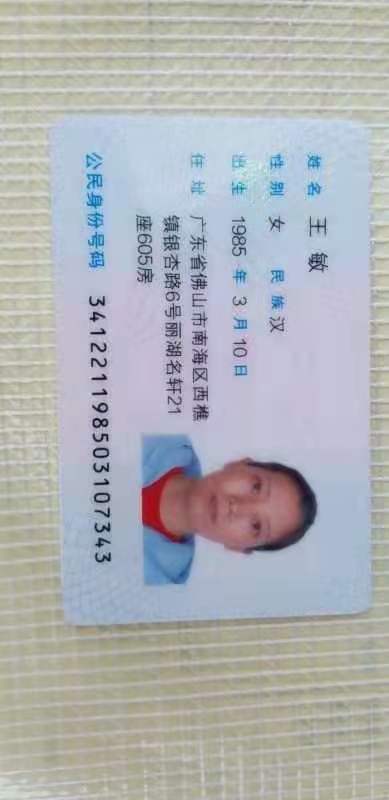 姓名 王敏
性别 女 民族 汉
出生 1985 年 3 月 10 日
住址 广东省佛山市南海区西樵
镇银杏路6号丽湖名轩21
座605房
公民身份号码 341221198503107343